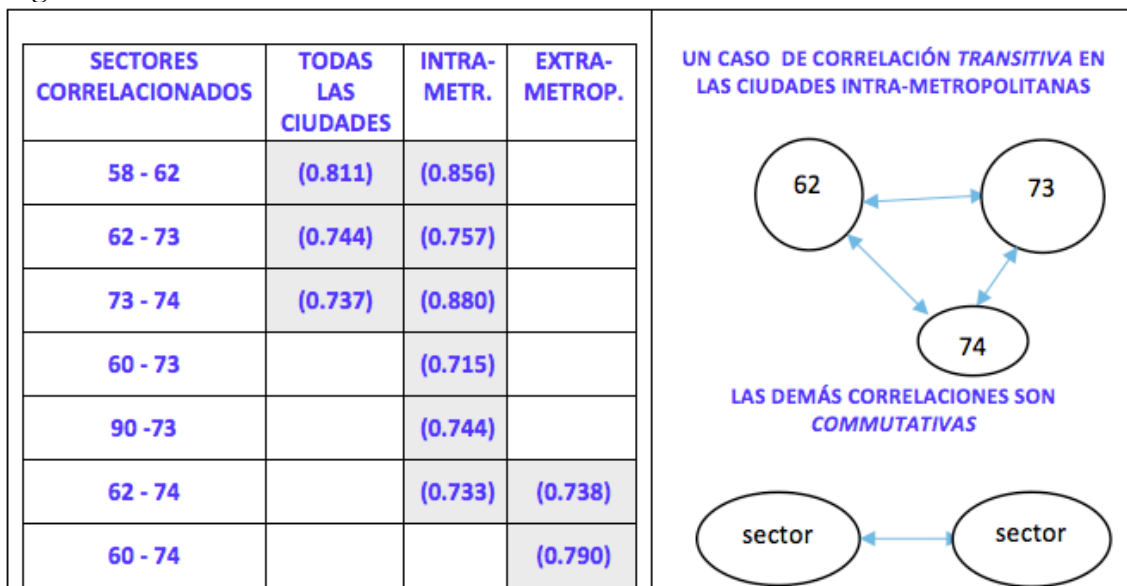 SECTORES
CORRELACIONADOS
TODAS
LAS
CIUDADES
INTRA-
METR.
EXTRA-
METROP.
58 - 62
(0.811)
(0.856)
62 - 73
(0.744)
(0.757)
73 - 74
(0.737)
(0.880)
60 - 73
(0.715)
90 -73
(0.744)
62 - 74
(0.733)
(0.738)
60 - 74
(0.790)
UN CASO DE CORRELACIÓN TRANSITIVA EN
LAS CIUDADES INTRA-METROPOLITANAS
62
73
74
LAS DEMÁS CORRELACIONES SON
COMMUTATIVAS
sector
sector